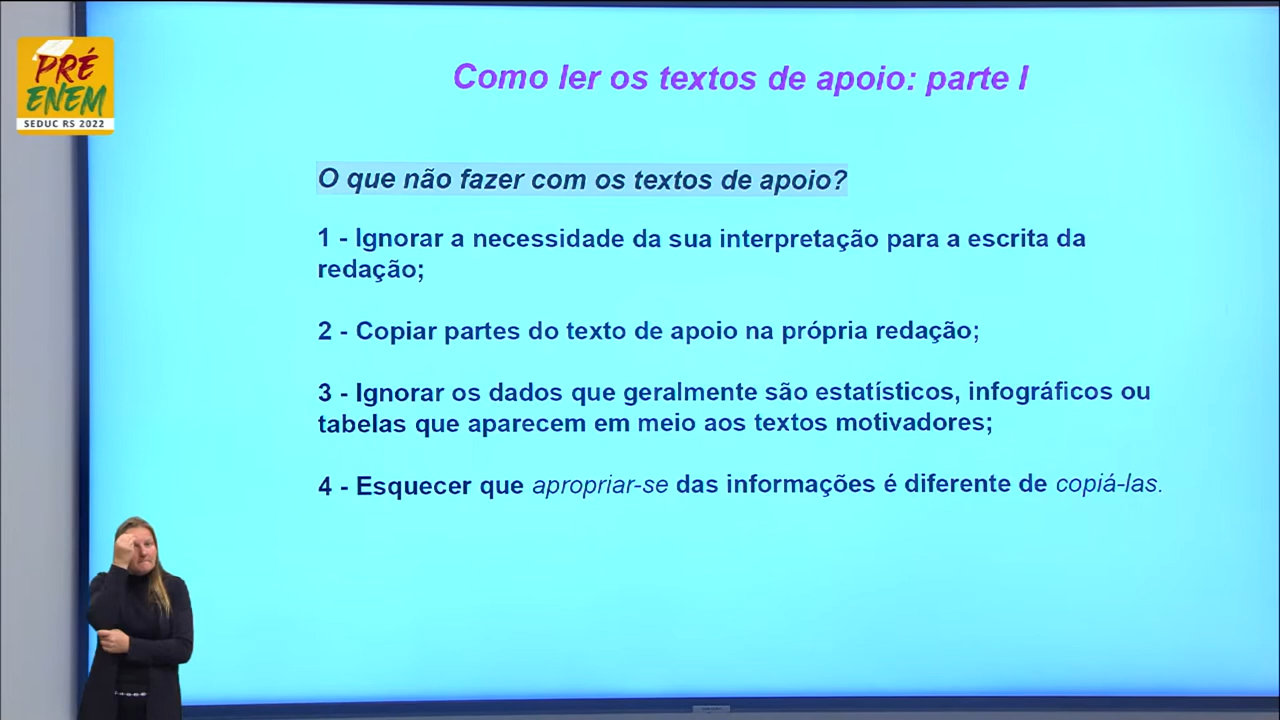 PRÉ
ENEM
SEDUC RS 2022
Como ler os textos de apoio: parte I
O que não fazer com os textos de apoio?
1 - Ignorar a necessidade da sua interpretação para a escrita da
redação;
2 - Copiar partes do texto de apoio na própria redação;
3 - Ignorar os dados que geralmente são estatísticos, infográficos ou
tabelas que aparecem em meio aos textos motivadores;
4 - Esquecer que apropriar-se das informações é diferente de copiá-las.